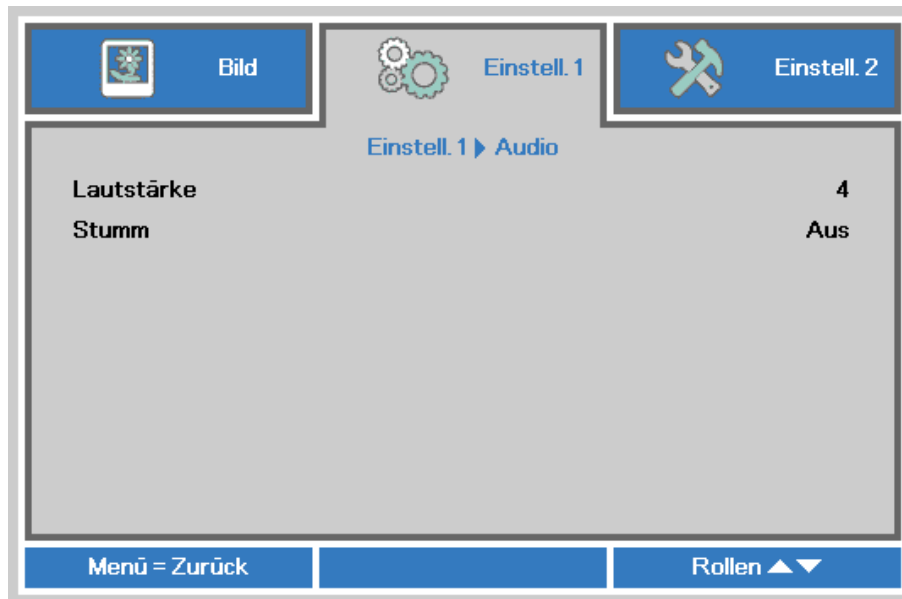 Bild
Einstell. 1
Einstell. 2
Einstell. 1 ▶ Audio
Lautstärke 4
Stumm Aus
Menü = Zurück
Rollen ▲▼